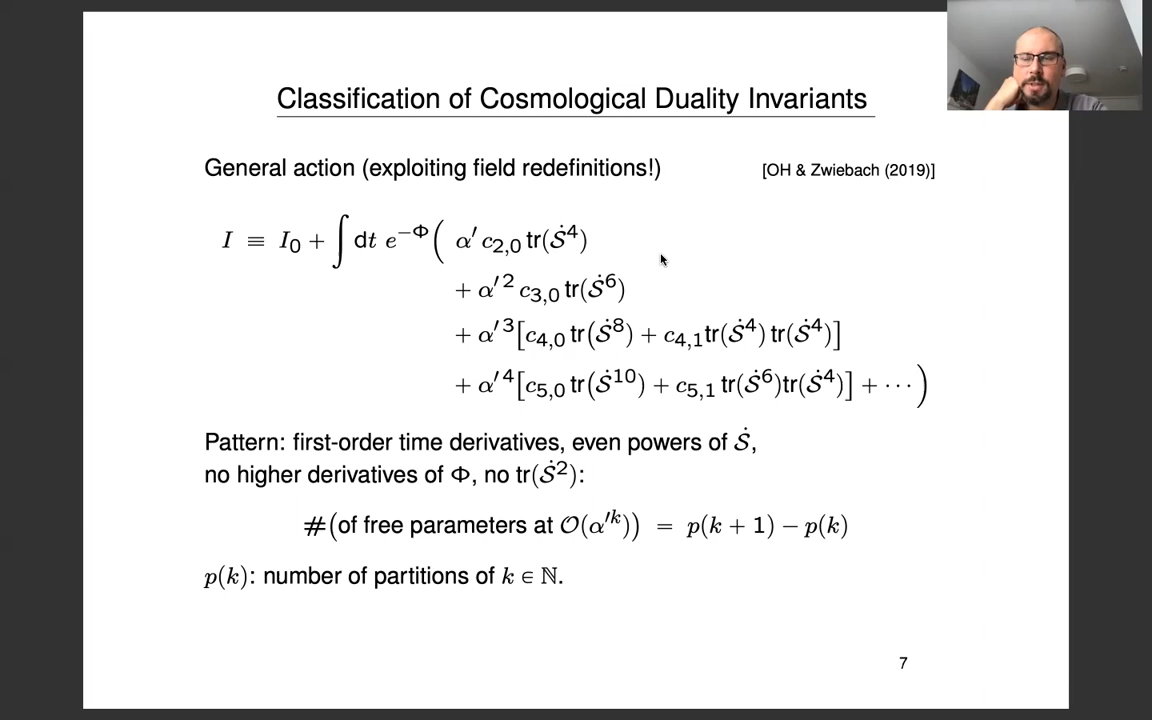 Classification of Cosmological Duality Invariants
General action (exploiting field redefinitions!) [OH & Zwiebach (2019)]
I ≡ I₀ + ∫ dt e^{−Φ} ( α′ c_{2,0} tr(𝒮̇⁴)
+ α′² c_{3,0} tr(𝒮̇⁶)
+ α′³ [c_{4,0} tr(𝒮̇⁸) + c_{4,1} tr(𝒮̇⁴) tr(𝒮̇⁴)]
+ α′⁴ [c_{5,0} tr(𝒮̇¹⁰) + c_{5,1} tr(𝒮̇⁶)tr(𝒮̇⁴)] + ⋯ )
Pattern: first-order time derivatives, even powers of 𝒮̇,
no higher derivatives of Φ, no tr(𝒮̇²):
#(of free parameters at 𝒪(α′ᵏ)) = p(k + 1) − p(k)
p(k): number of partitions of k ∈ ℕ.
7